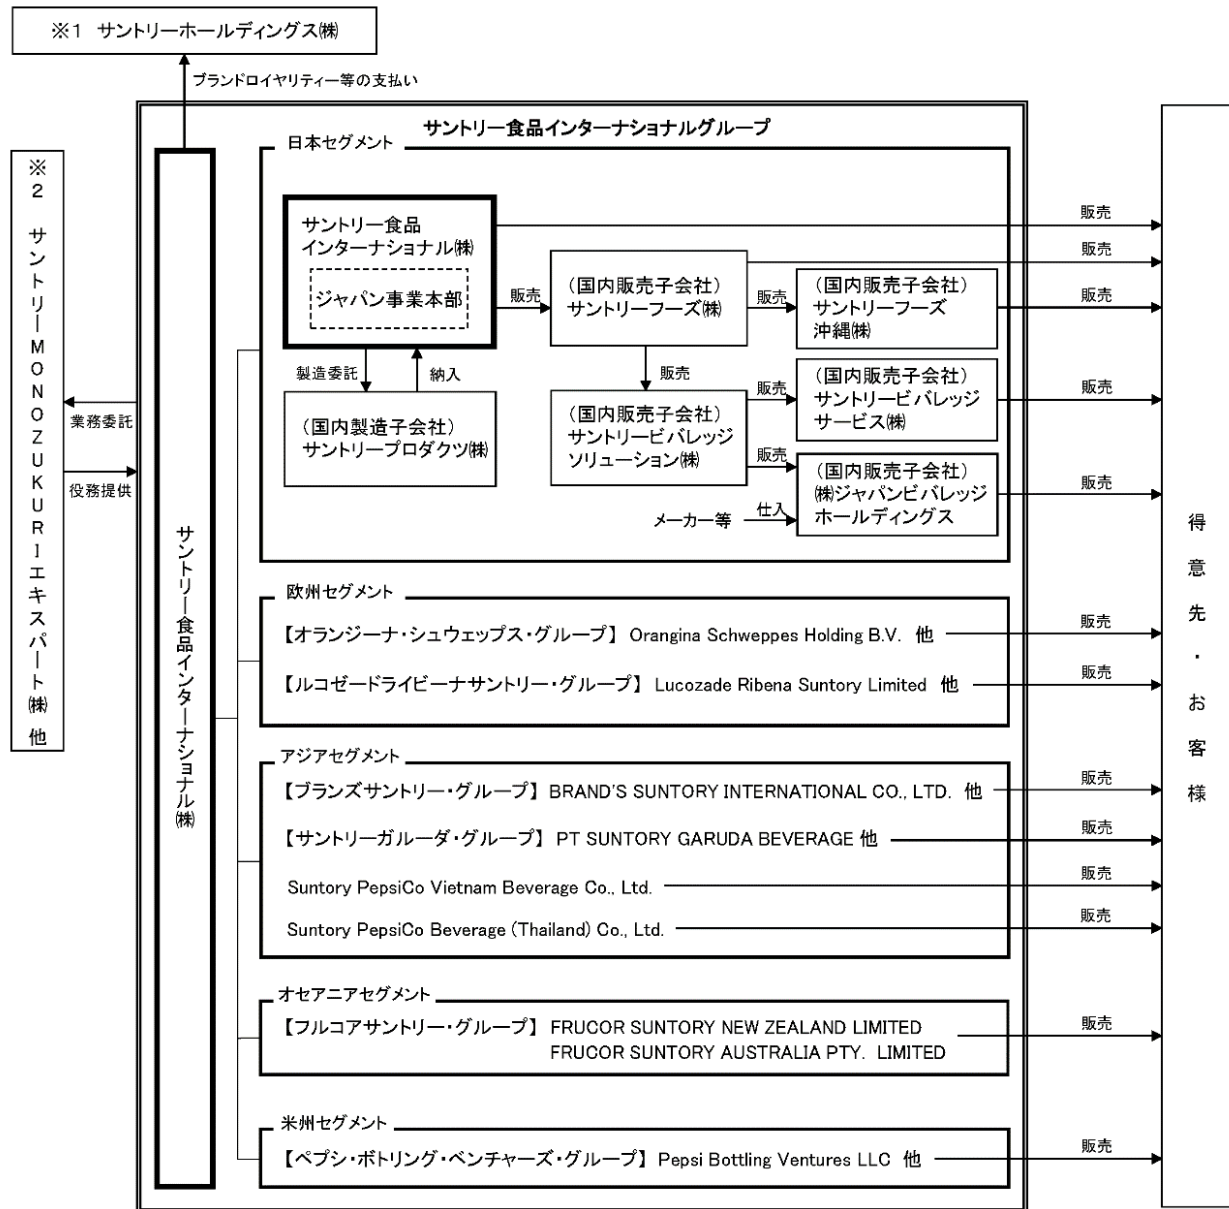 ※1 サントリーホールディングス㈱
ブランドロイヤリティー等の支払い
サントリー食品インターナショナルグループ
※2 サントリーMONOZUKURIエキスパート㈱ 他
業務委託
役務提供
サントリー食品インターナショナル㈱
日本セグメント
サントリー食品
インターナショナル㈱
ジャパン事業本部
製造委託
納入
(国内製造子会社)
サントリープロダクツ㈱
販売
(国内販売子会社)
サントリーフーズ㈱
販売
販売
(国内販売子会社)
サントリーフーズ
沖縄㈱
(国内販売子会社)
サントリービバレッジ
ソリューション㈱
販売
販売
(国内販売子会社)
サントリービバレッジ
サービス㈱
(国内販売子会社)
㈱ジャパンビバレッジ
ホールディングス
メーカー等
仕入
販売
販売
販売
販売
販売
欧州セグメント
【オランジーナ・シュウェップス・グループ】 Orangina Schweppes Holding B.V. 他
販売
【ルコゼードライビーナサントリー・グループ】 Lucozade Ribena Suntory Limited 他
販売
アジアセグメント
【ブランズサントリー・グループ】 BRAND'S SUNTORY INTERNATIONAL CO., LTD. 他
販売
【サントリーガルーダ・グループ】 PT SUNTORY GARUDA BEVERAGE 他
販売
Suntory PepsiCo Vietnam Beverage Co., Ltd.
販売
Suntory PepsiCo Beverage (Thailand) Co., Ltd.
販売
オセアニアセグメント
【フルコアサントリー・グループ】 FRUCOR SUNTORY NEW ZEALAND LIMITED
FRUCOR SUNTORY AUSTRALIA PTY. LIMITED
販売
米州セグメント
【ペプシ・ボトリング・ベンチャーズ・グループ】 Pepsi Bottling Ventures LLC 他
販売
得意先・お客様